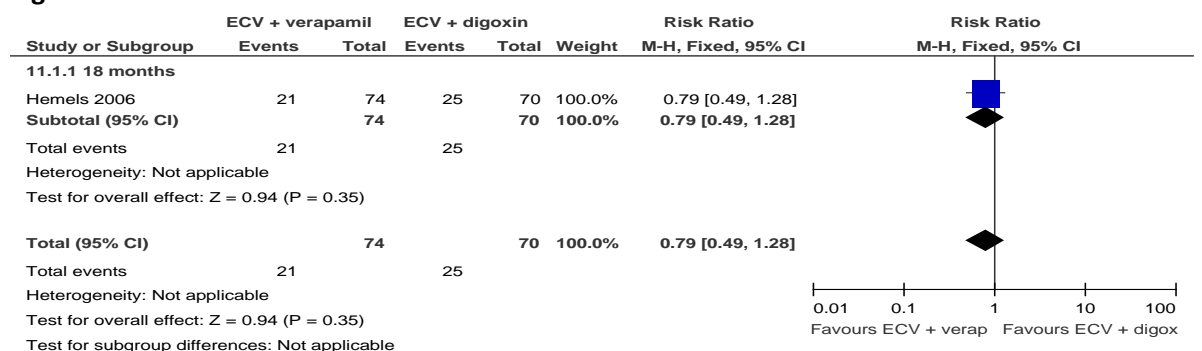 ECV + verapamil ECV + digoxin Risk Ratio Risk Ratio
Study or Subgroup Events Total Events Total Weight M-H, Fixed, 95% CI M-H, Fixed, 95% CI
11.1.1 18 months
Hemels 2006 21 74 25 70 100.0% 0.79 [0.49, 1.28]
Subtotal (95% CI) 74 70 100.0% 0.79 [0.49, 1.28]
Total events 21 25
Heterogeneity: Not applicable
Test for overall effect: Z = 0.94 (P = 0.35)
Total (95% CI) 74 70 100.0% 0.79 [0.49, 1.28]
Total events 21 25
Heterogeneity: Not applicable
Test for overall effect: Z = 0.94 (P = 0.35)
Test for subgroup differences: Not applicable
0.01 0.1 1 10 100
Favours ECV + verap Favours ECV + digox